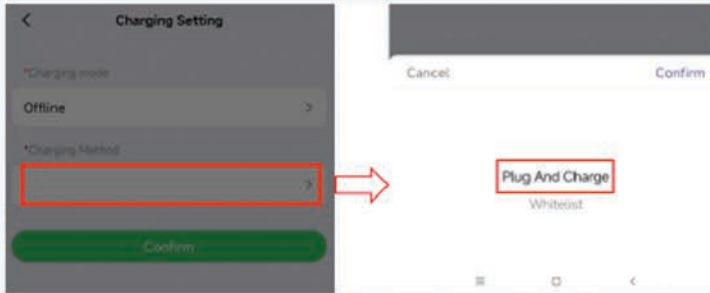 Charging Setting
*Charging mode
Offline
*Charging Method
Confirm
Cancel
Confirm
Plug And Charge
Whitelist